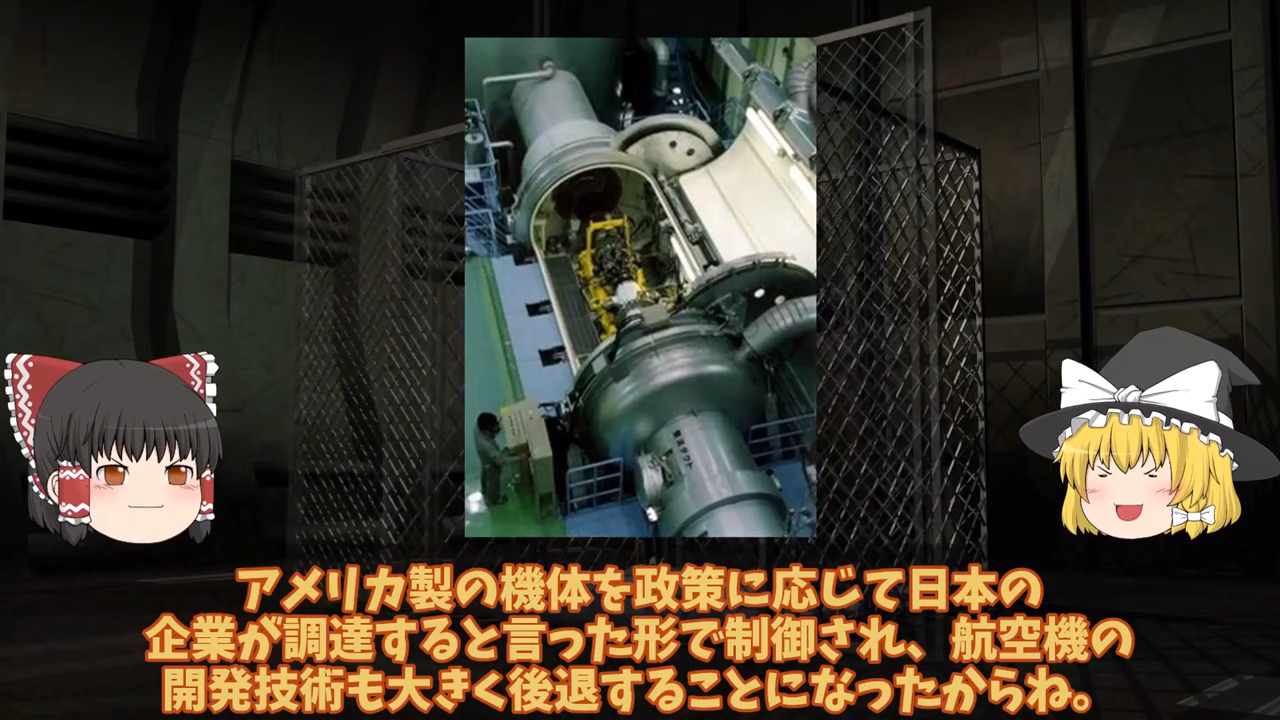 アメリカ製の機体を政策に応じて日本の
企業が調達すると言った形で制御され、航空機の
開発技術も大きく後退することになったからね。